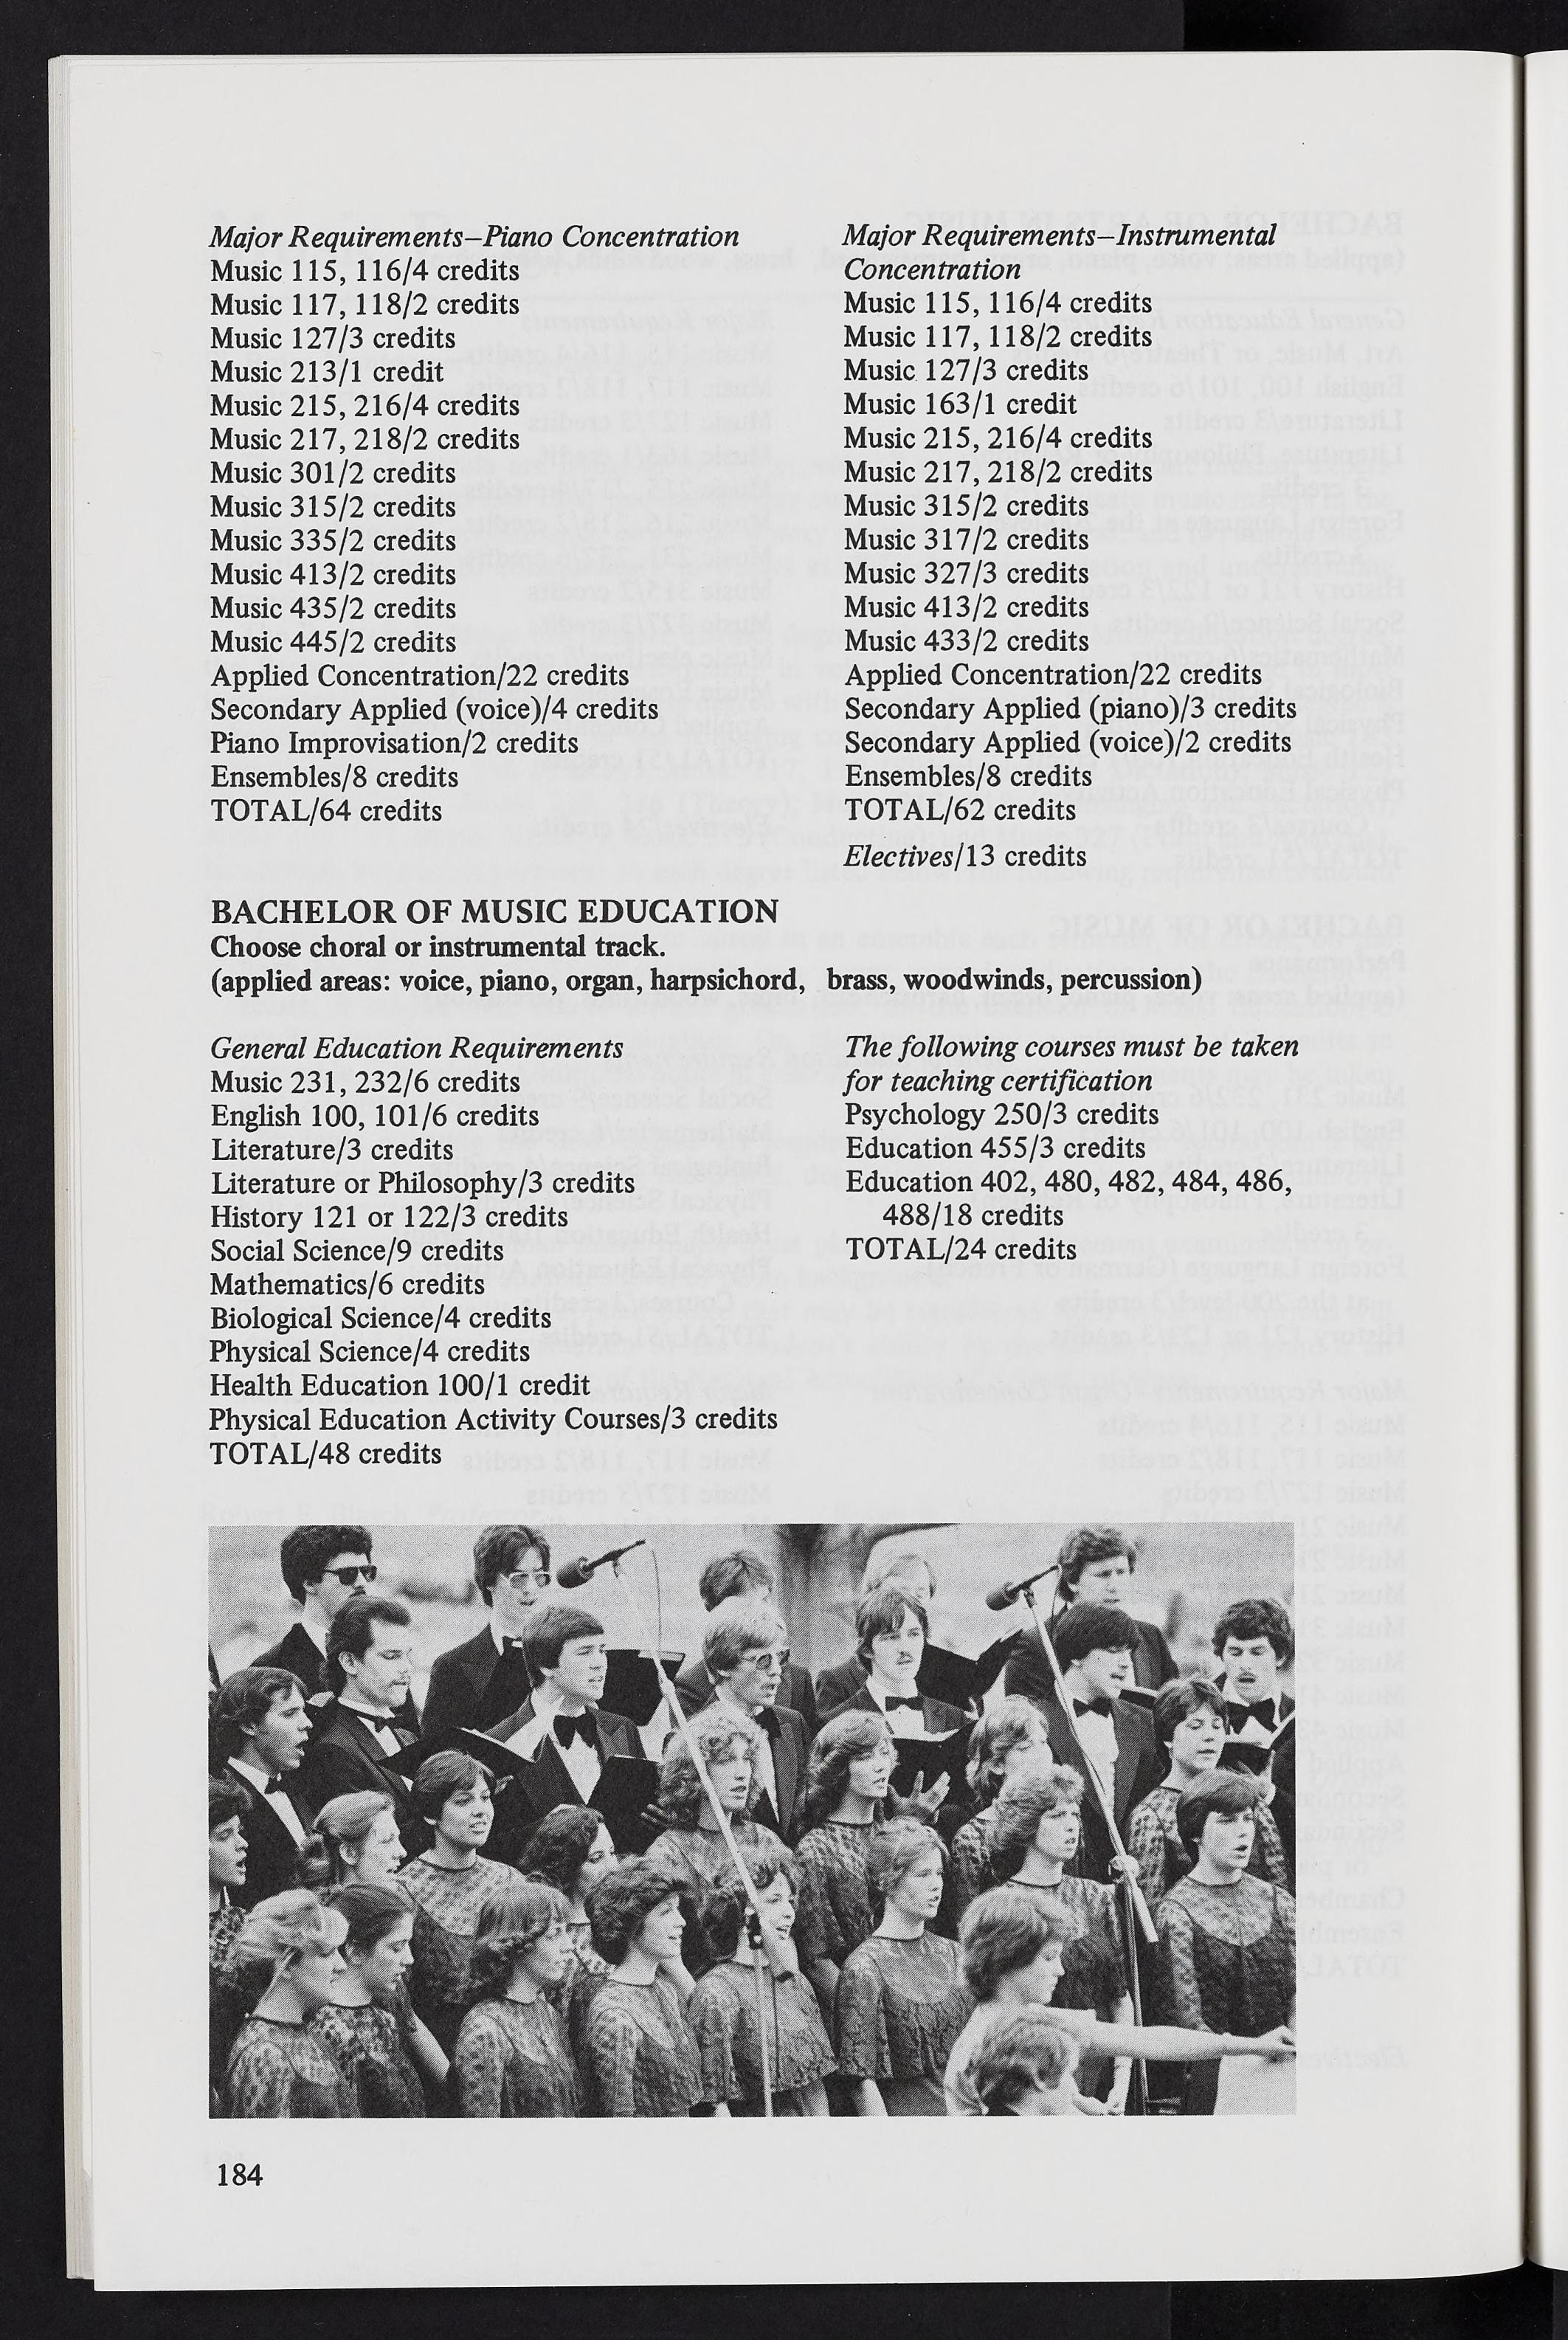 Major Requirements–Piano Concentration
Music 115, 116/4 credits
Music 117, 118/2 credits
Music 127/3 credits
Music 213/1 credit
Music 215, 216/4 credits
Music 217, 218/2 credits
Music 301/2 credits
Music 315/2 credits
Music 335/2 credits
Music 413/2 credits
Music 435/2 credits
Music 445/2 credits
Applied Concentration/22 credits
Secondary Applied (voice)/4 credits
Piano Improvisation/2 credits
Ensembles/8 credits
TOTAL/64 credits
Major Requirements–Instrumental
Concentration
Music 115, 116/4 credits
Music 117, 118/2 credits
Music 127/3 credits
Music 163/1 credit
Music 215, 216/4 credits
Music 217, 218/2 credits
Music 315/2 credits
Music 317/2 credits
Music 327/3 credits
Music 413/2 credits
Music 433/2 credits
Applied Concentration/22 credits
Secondary Applied (piano)/3 credits
Secondary Applied (voice)/2 credits
Ensembles/8 credits
TOTAL/62 credits
Electives/13 credits
BACHELOR OF MUSIC EDUCATION
Choose choral or instrumental track.
(applied areas: voice, piano, organ, harpsichord, brass, woodwinds, percussion)
General Education Requirements
Music 231, 232/6 credits
English 100, 101/6 credits
Literature/3 credits
Literature or Philosophy/3 credits
History 121 or 122/3 credits
Social Science/9 credits
Mathematics/6 credits
Biological Science/4 credits
Physical Science/4 credits
Health Education 100/1 credit
Physical Education Activity Courses/3 credits
TOTAL/48 credits
The following courses must be taken
for teaching certification
Psychology 250/3 credits
Education 455/3 credits
Education 402, 480, 482, 484, 486,
488/18 credits
TOTAL/24 credits
184